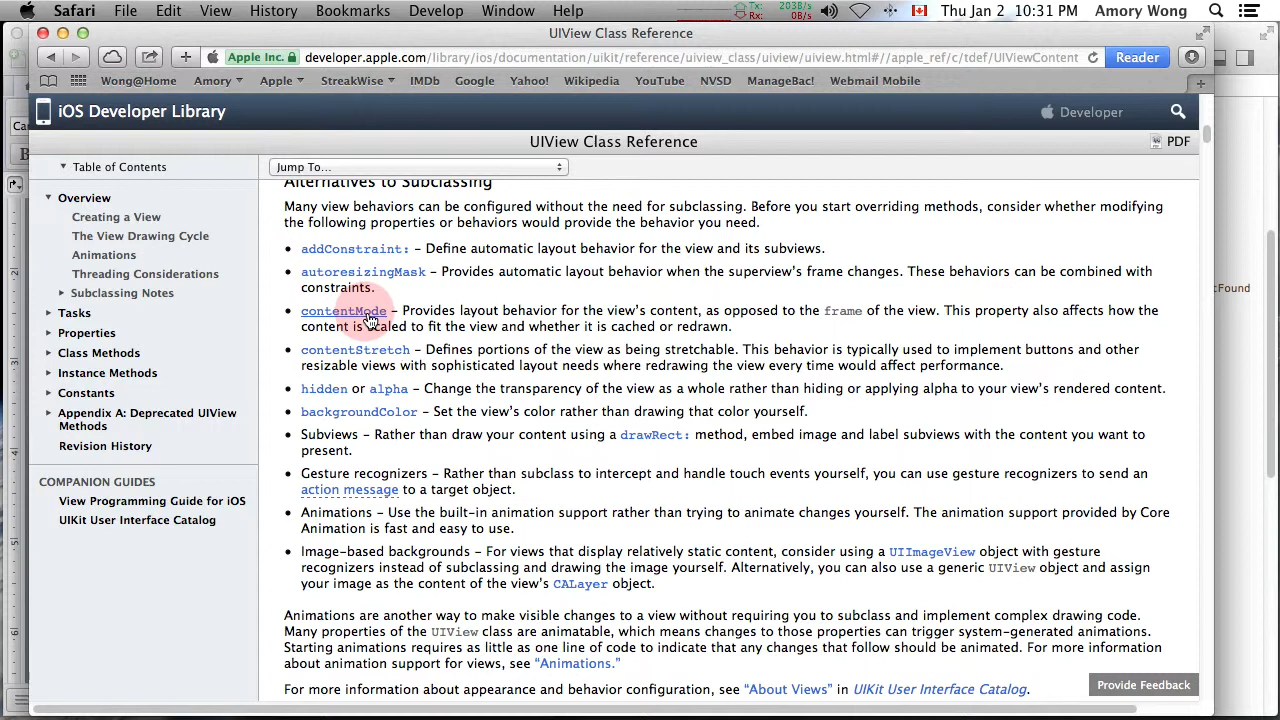 Safari File Edit View History Bookmarks Develop Window Help Tx: 203B/s Rx: 0B/s Thu Jan 2 10:31 PM Amory Wong
UIView Class Reference
Apple Inc. developer.apple.com/library/ios/documentation/uikit/reference/uiview_class/uiview/uiview.html#//apple_ref/c/tdef/UIViewContent Reader
Wong@Home Amory Apple StreakWise IMDb Google Yahoo! Wikipedia YouTube NVSD ManageBac! Webmail Mobile
iOS Developer Library Developer
UIView Class Reference PDF
Table of Contents
Jump To...
Overview
Creating a View
The View Drawing Cycle
Animations
Threading Considerations
Subclassing Notes
Tasks
Properties
Class Methods
Instance Methods
Constants
Appendix A: Deprecated UIView
Methods
Revision History
COMPANION GUIDES
View Programming Guide for iOS
UIKit User Interface Catalog
Alternatives to Subclassing
Many view behaviors can be configured without the need for subclassing. Before you start overriding methods, consider whether modifying
the following properties or behaviors would provide the behavior you need.
• addConstraint: – Define automatic layout behavior for the view and its subviews.
• autoresizingMask – Provides automatic layout behavior when the superview’s frame changes. These behaviors can be combined with
constraints.
• contentMode – Provides layout behavior for the view’s content, as opposed to the frame of the view. This property also affects how the
content is scaled to fit the view and whether it is cached or redrawn.
• contentStretch – Defines portions of the view as being stretchable. This behavior is typically used to implement buttons and other
resizable views with sophisticated layout needs where redrawing the view every time would affect performance.
• hidden or alpha – Change the transparency of the view as a whole rather than hiding or applying alpha to your view’s rendered content.
• backgroundColor – Set the view’s color rather than drawing that color yourself.
• Subviews – Rather than draw your content using a drawRect: method, embed image and label subviews with the content you want to
present.
• Gesture recognizers – Rather than subclass to intercept and handle touch events yourself, you can use gesture recognizers to send an
action message to a target object.
• Animations – Use the built-in animation support rather than trying to animate changes yourself. The animation support provided by Core
Animation is fast and easy to use.
• Image-based backgrounds – For views that display relatively static content, consider using a UIImageView object with gesture
recognizers instead of subclassing and drawing the image yourself. Alternatively, you can also use a generic UIView object and assign
your image as the content of the view’s CALayer object.
Animations are another way to make visible changes to a view without requiring you to subclass and implement complex drawing code.
Many properties of the UIView class are animatable, which means changes to those properties can trigger system-generated animations.
Starting animations requires as little as one line of code to indicate that any changes that follow should be animated. For more information
about animation support for views, see “Animations.”
For more information about appearance and behavior configuration, see “About Views” in UIKit User Interface Catalog.
Provide Feedback
Ca
B
2
3
4
5
6
cFound